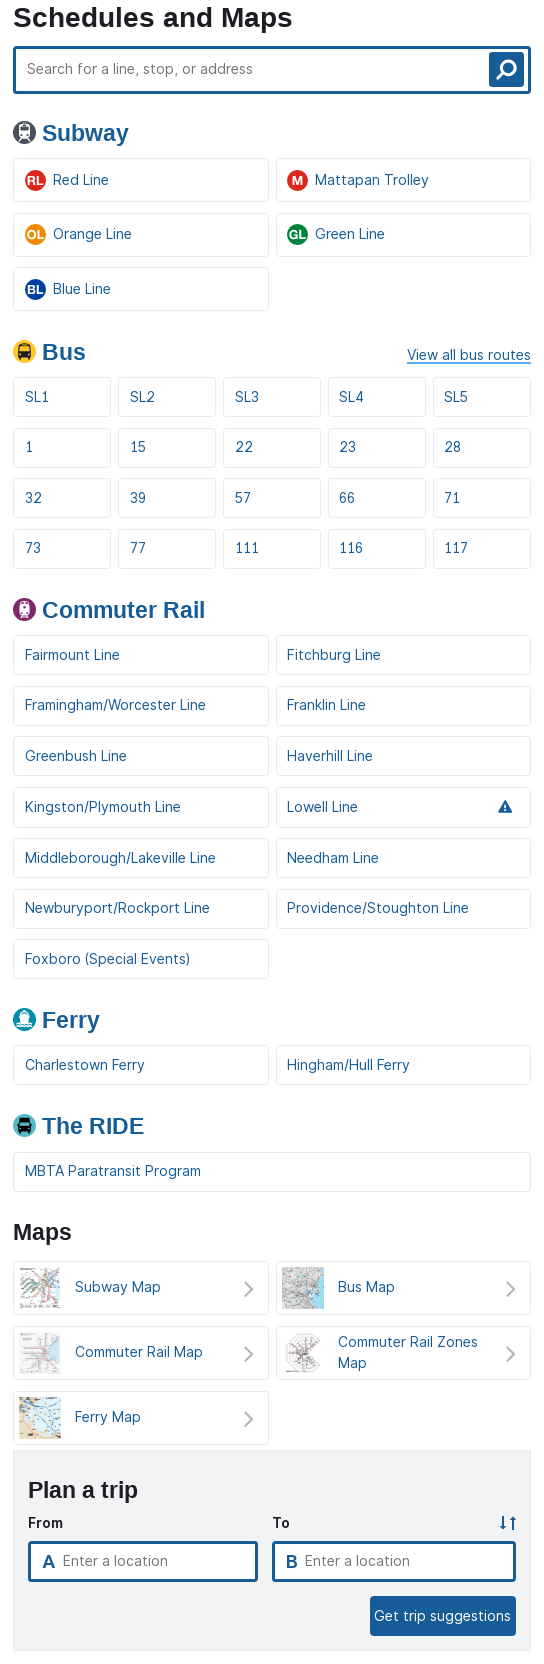 Schedules and Maps
Search for a line, stop, or address
Subway
RL Red Line
M Mattapan Trolley
OL Orange Line
GL Green Line
BL Blue Line
Bus
View all bus routes
SL1 SL2 SL3 SL4 SL5
1 15 22 23 28
32 39 57 66 71
73 77 111 116 117
Commuter Rail
Fairmount Line
Fitchburg Line
Framingham/Worcester Line
Franklin Line
Greenbush Line
Haverhill Line
Kingston/Plymouth Line
Lowell Line
Middleborough/Lakeville Line
Needham Line
Newburyport/Rockport Line
Providence/Stoughton Line
Foxboro (Special Events)
Ferry
Charlestown Ferry
Hingham/Hull Ferry
The RIDE
MBTA Paratransit Program
Maps
Subway Map
Bus Map
Commuter Rail Map
Commuter Rail Zones
Map
Ferry Map
Plan a trip
From
To
A Enter a location
B Enter a location
Get trip suggestions